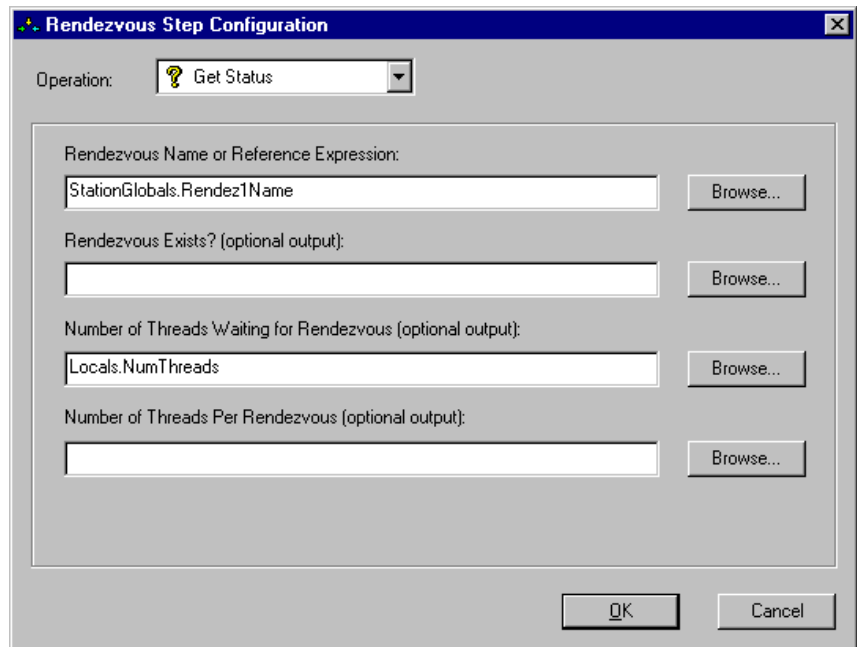 Rendezvous Step Configuration
Operation: Get Status
Rendezvous Name or Reference Expression:
StationGlobals.Rendez1Name Browse...
Rendezvous Exists? (optional output):
Browse...
Number of Threads Waiting for Rendezvous (optional output):
Locals.NumThreads Browse...
Number of Threads Per Rendezvous (optional output):
Browse...
OK Cancel